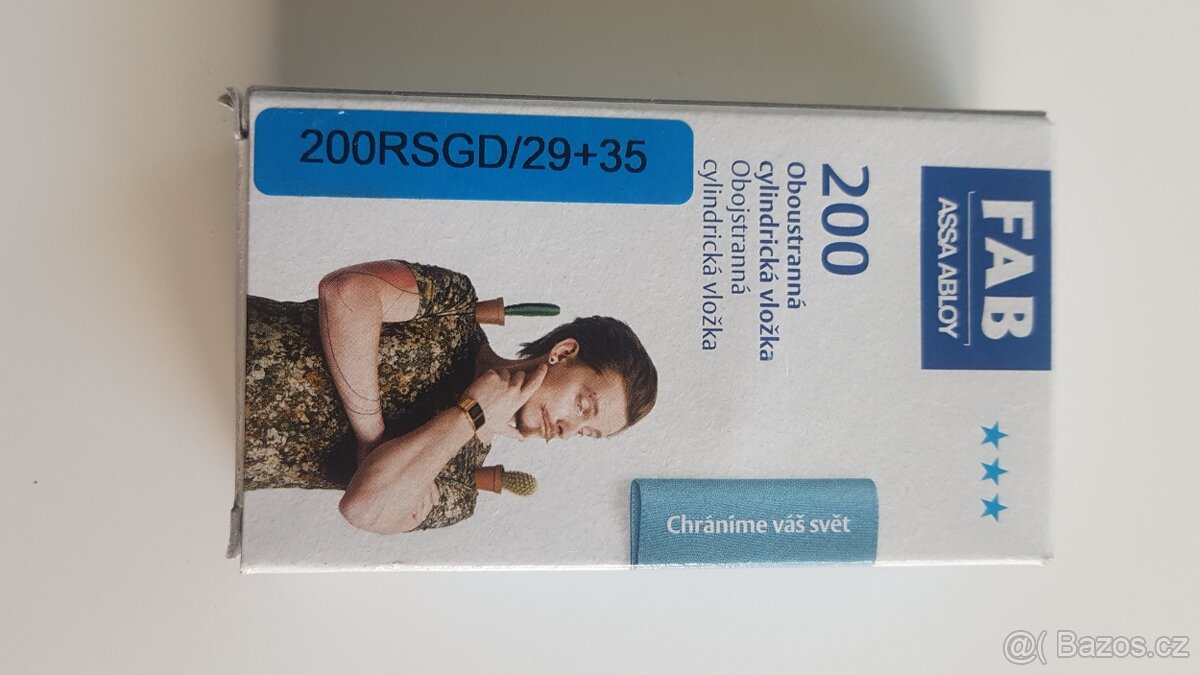 FAB
ASSA ABLOY
200
Oboustranná
cylindrická vložka
Obojstranná
cylindrická vložka
200RSGD/29+35
Chráníme váš svět
@( Bazos.cz